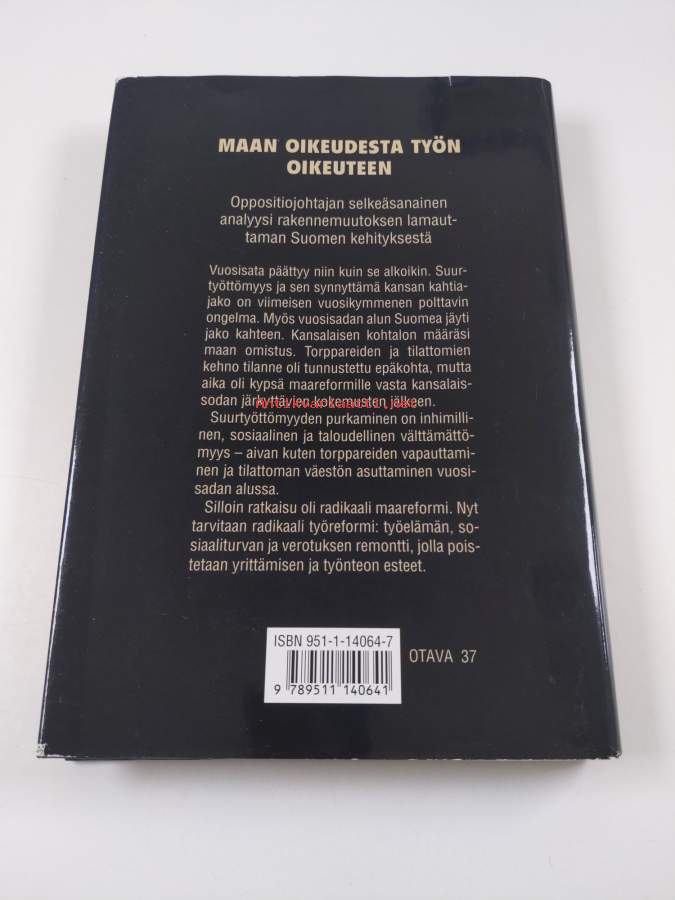 MAAN OIKEUDESTA TYÖN
OIKEUTEEN
Oppositiojohtajan selkeäsanainen
analyysi rakennemuutoksen lamaut-
taman Suomen kehityksestä
Vuosisata päättyy niin kuin se alkoikin. Suur-
työttömyys ja sen synnyttämä kansan kahtia-
jako on viimeisen vuosikymmenen polttavin
ongelma. Myös vuosisadan alun Suomea jäyti
jako kahteen. Kansalaisen kohtalon määräsi
maan omistus. Torppareiden ja tilattomien
kehno tilanne oli tunnustettu epäkohta, mutta
aika oli kypsä maareformille vasta kansalais-
sodan järkyttävien kokemusten jälkeen.
Antikvariaatti.net
Suurtyöttömyyden purkaminen on inhimilli-
nen, sosiaalinen ja taloudellinen välttämättö-
myys – aivan kuten torppareiden vapauttami-
nen ja tilattoman väestön asuttaminen vuosi-
sadan alussa.
Silloin ratkaisu oli radikaali maareformi. Nyt
tarvitaan radikaali työreformi: työelämän, so-
siaaliturvan ja verotuksen remontti, jolla pois-
tetaan yrittämisen ja työnteon esteet.
ISBN 951-1-14064-7
9 789511 140641
OTAVA 37